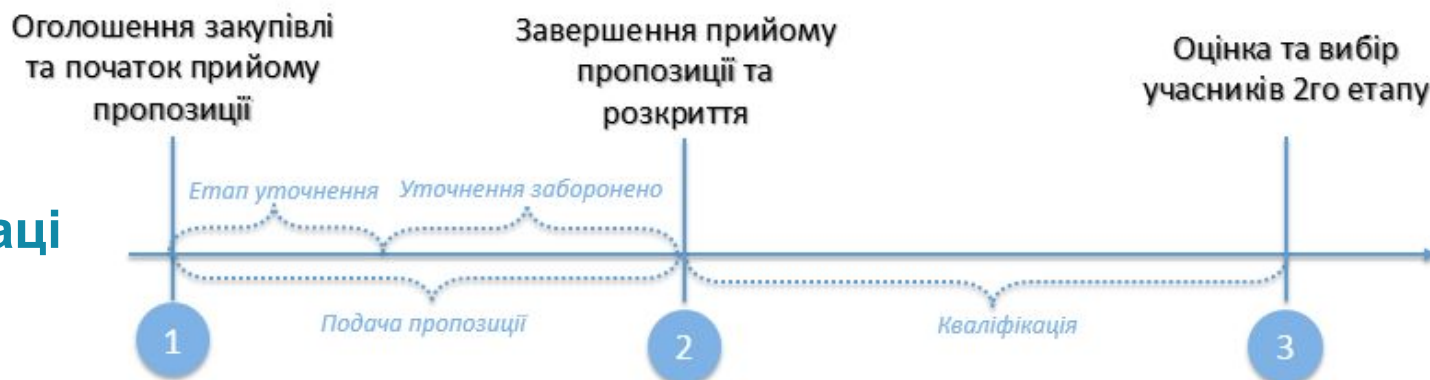 Оголошення закупівлі
та початок прийому
пропозиції
Завершення прийому
пропозиції та
розкриття
Оцінка та вибір
учасників 2го етапу
Етап уточнення
Уточнення заборонено
аці
Подача пропозиції
Кваліфікація
1
2
3